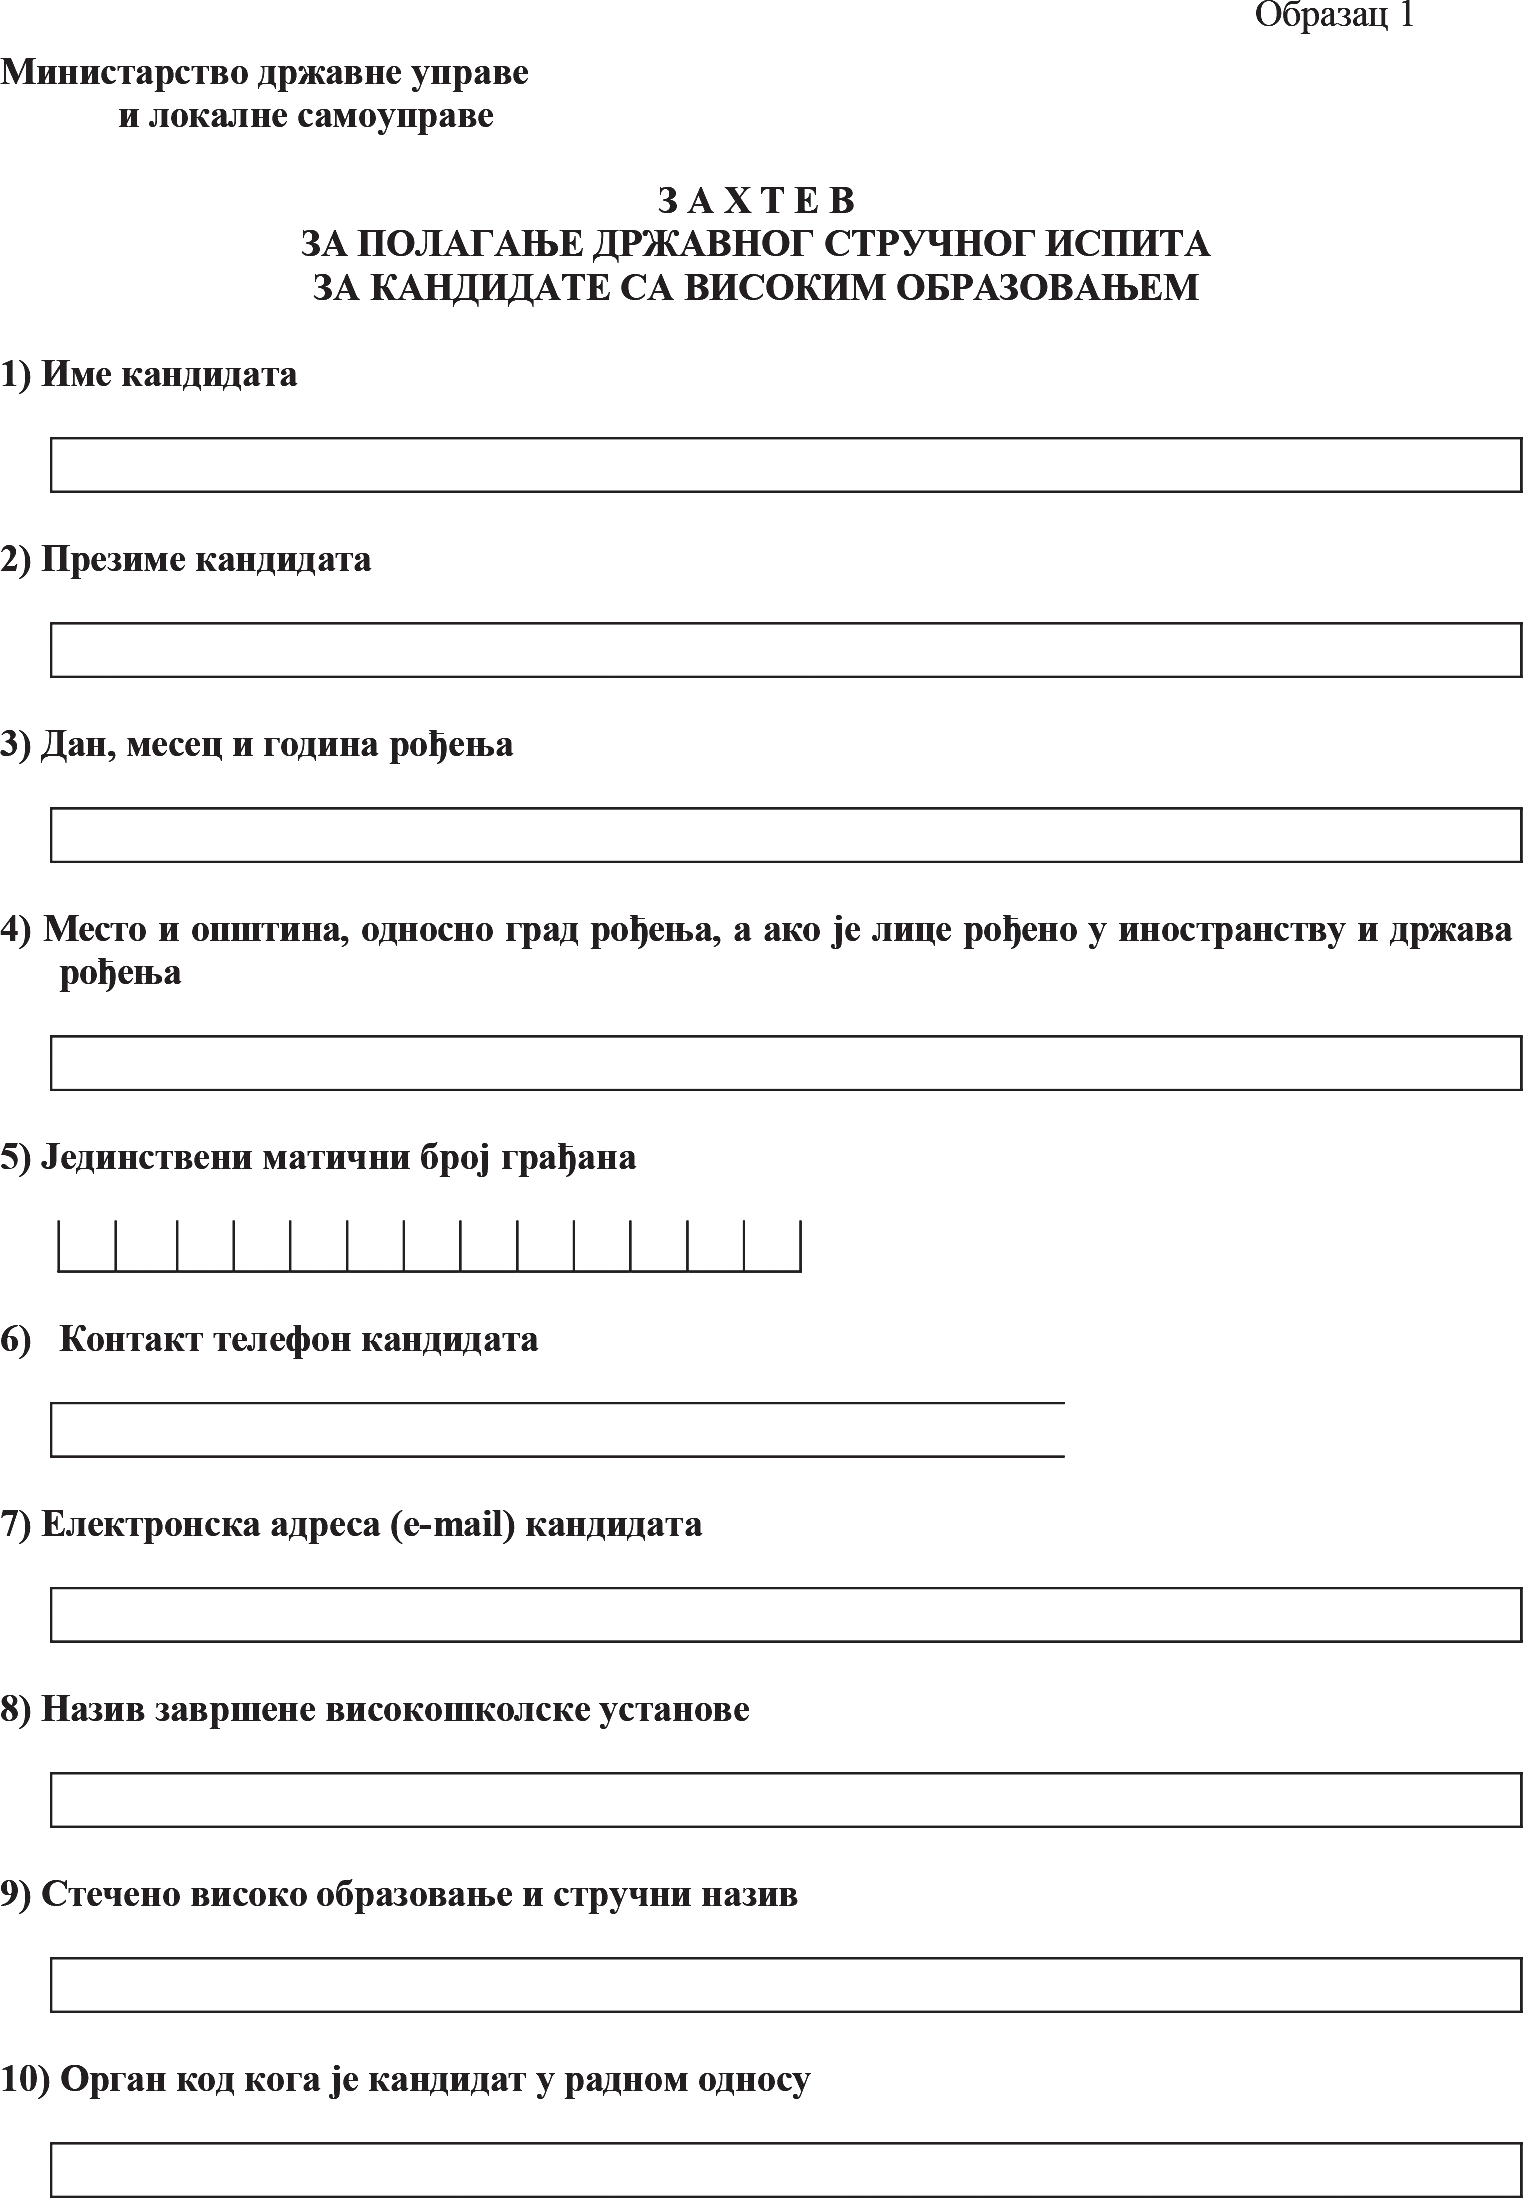 Образац 1
Министарство државне управе
и локалне самоуправе
З А Х Т Е В
ЗА ПОЛАГАЊЕ ДРЖАВНОГ СТРУЧНОГ ИСПИТА
ЗА КАНДИДАТЕ СА ВИСОКИМ ОБРАЗОВАЊЕМ
1) Име кандидата
2) Презиме кандидата
3) Дан, месец и година рођења
4) Место и општина, односно град рођења, а ако је лице рођено у иностранству и држава
рођења
5) Јединствени матични број грађана
6) Контакт телефон кандидата
7) Електронска адреса (e-mail) кандидата
8) Назив завршене високошколске установе
9) Стечено високо образовање и стручни назив
10) Орган код кога је кандидат у радном односу